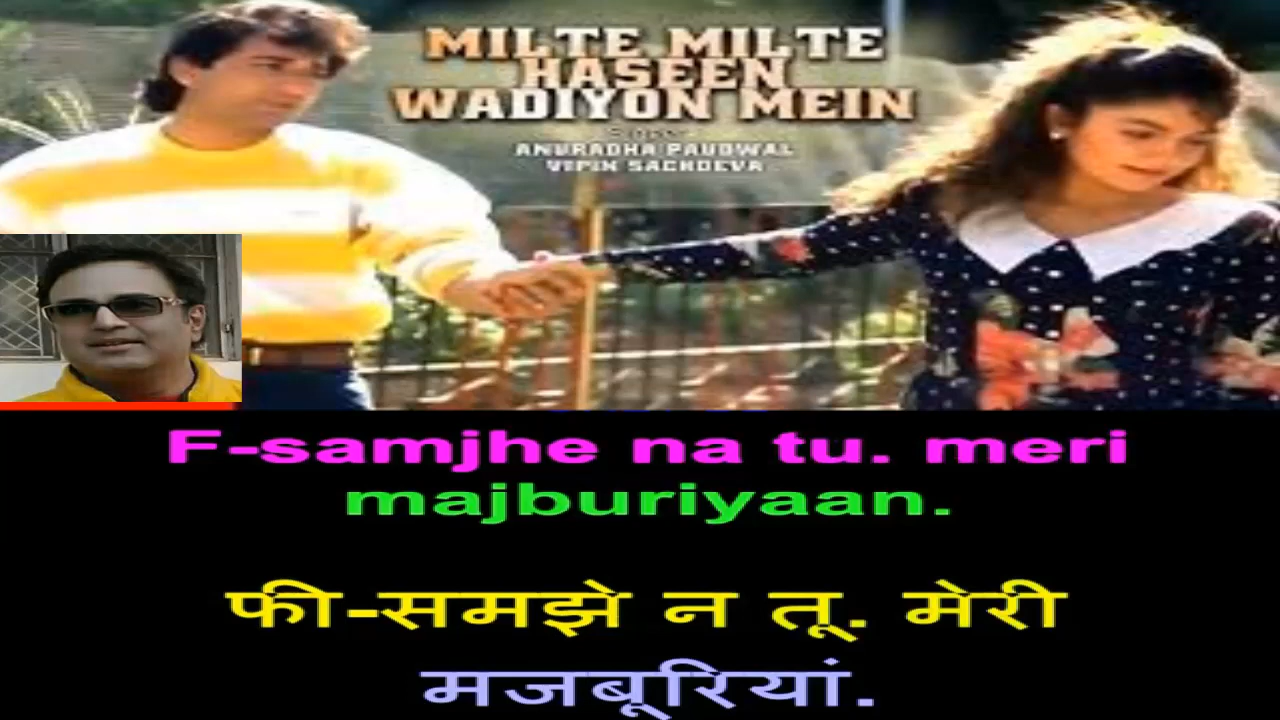 MILTE MILTE
HASEEN
WADIYON MEIN
ANURADHA PAUDWAL
VIPIN SACHDEVA
F-samjhe na tu. meri
majburiyaan.
फी-समझे न तू. मेरी
मजबूरियां.